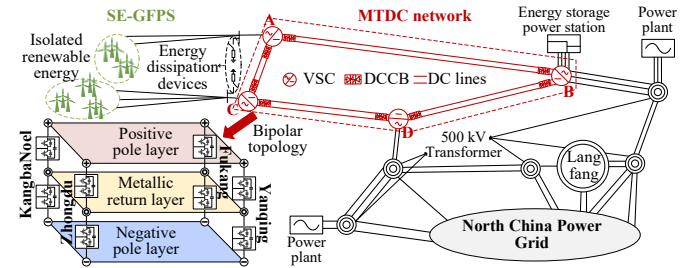 SE-GFPS
MTDC network
Isolated
renewable
energy
Energy
dissipation
devices
A
B
C
D
Energy storage
power station
Power
plant
VSC
DCCB
DC lines
Bipolar
topology
500 kV
Transformer
Lang
fang
Positive
pole layer
Metallic
return layer
Negative
pole layer
KangbaNoel
Zhongdu
Fukang
Yanqing
Power
plant
North China Power
Grid